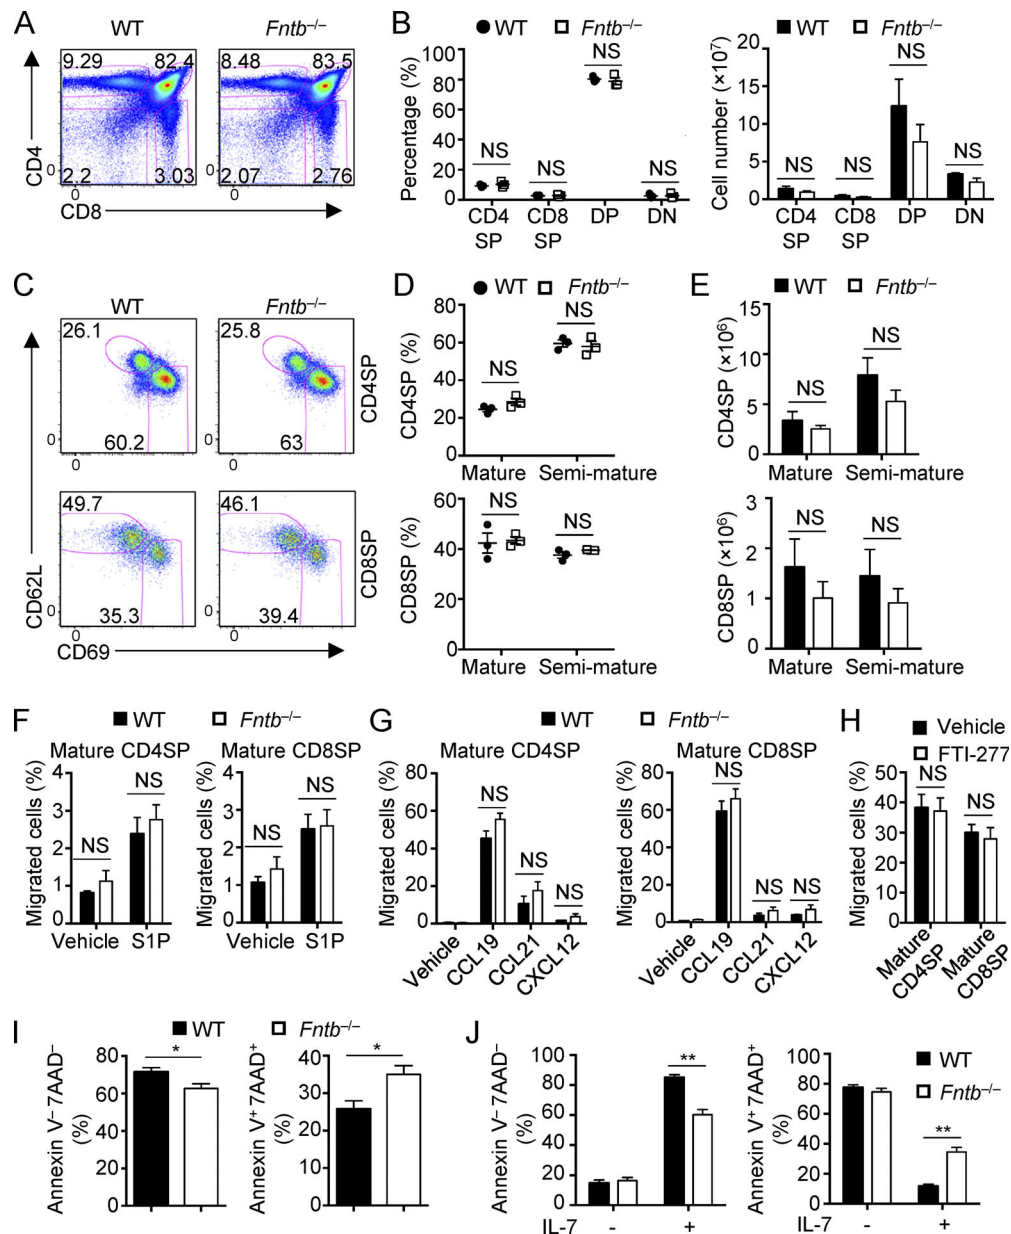 A
WT
Fntb–/–
9.29
82.4
8.48
83.5
2.2
3.03
2.07
2.76
0
0
0
CD4
CD8
B
WT
Fntb–/–
Percentage (%)
100
80
60
40
20
0
NS
NS
NS
NS
CD4 SP
CD8 SP
DP
DN
WT
Fntb–/–
Cell number (×10⁷)
20
15
10
5
0
NS
NS
NS
NS
CD4 SP
CD8 SP
DP
DN
C
WT
Fntb–/–
26.1
25.8
60.2
63
0
0
0
0
CD4SP
49.7
46.1
35.3
39.4
0
0
0
0
CD8SP
CD62L
CD69
D
WT
Fntb–/–
CD4SP (%)
80
60
40
20
0
NS
NS
Mature
Semi-mature
CD8SP (%)
60
40
20
0
NS
NS
Mature
Semi-mature
E
WT
Fntb–/–
CD4SP (×10⁶)
15
10
5
0
NS
NS
Mature
Semi-mature
CD8SP (×10⁶)
3
2
1
0
NS
NS
Mature
Semi-mature
F
WT
Fntb–/–
Mature CD4SP
Migrated cells (%)
4
3
2
1
0
NS
NS
Vehicle
S1P
Mature CD8SP
Migrated cells (%)
4
3
2
1
0
NS
NS
Vehicle
S1P
G
WT
Fntb–/–
Mature CD4SP
Migrated cells (%)
80
60
40
20
0
NS
NS
NS
Vehicle
CCL19
CCL21
CXCL12
Mature CD8SP
Migrated cells (%)
80
60
40
20
0
NS
NS
NS
Vehicle
CCL19
CCL21
CXCL12
H
Vehicle
FTI-277
Migrated cells (%)
50
40
30
20
10
0
NS
NS
Mature CD4SP
Mature CD8SP
I
WT
Fntb–/–
Annexin V– 7AAD–
(%)
80
60
40
20
0
*
Annexin V+ 7AAD+
(%)
40
30
20
10
0
*
J
Annexin V– 7AAD–
(%)
100
80
60
40
20
0
**
IL-7
-
+
Annexin V+ 7AAD+
(%)
100
80
60
40
20
0
**
WT
Fntb–/–
IL-7
-
+